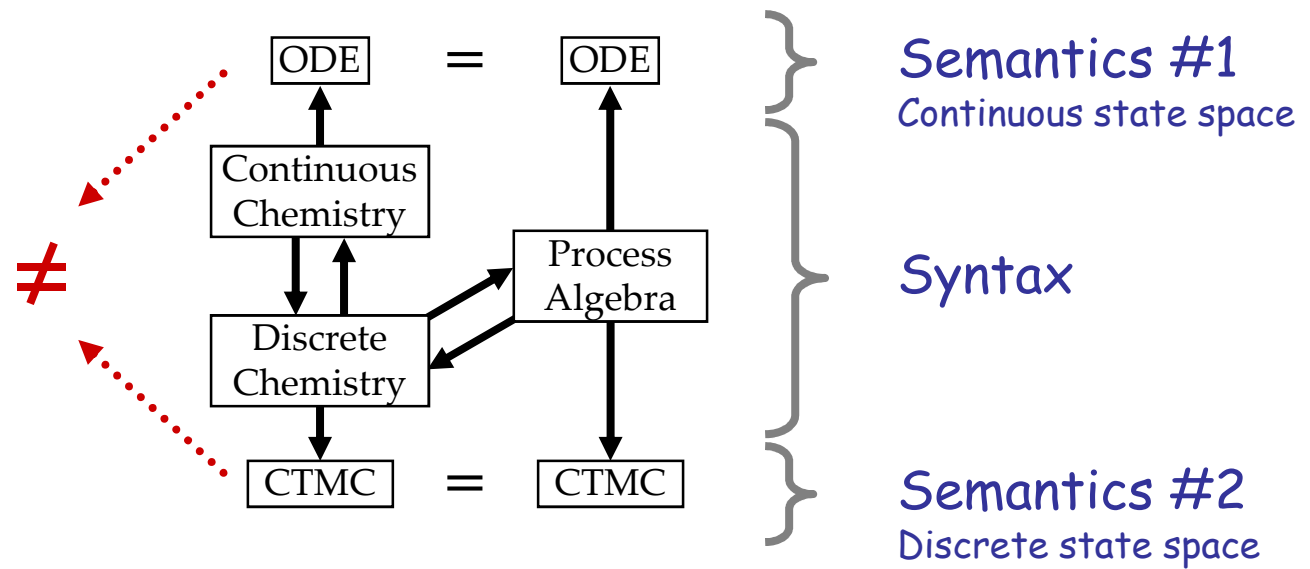 ODE = ODE
Semantics #1
Continuous state space
Continuous
Chemistry
≠
Process
Algebra
Syntax
Discrete
Chemistry
CTMC = CTMC
Semantics #2
Discrete state space